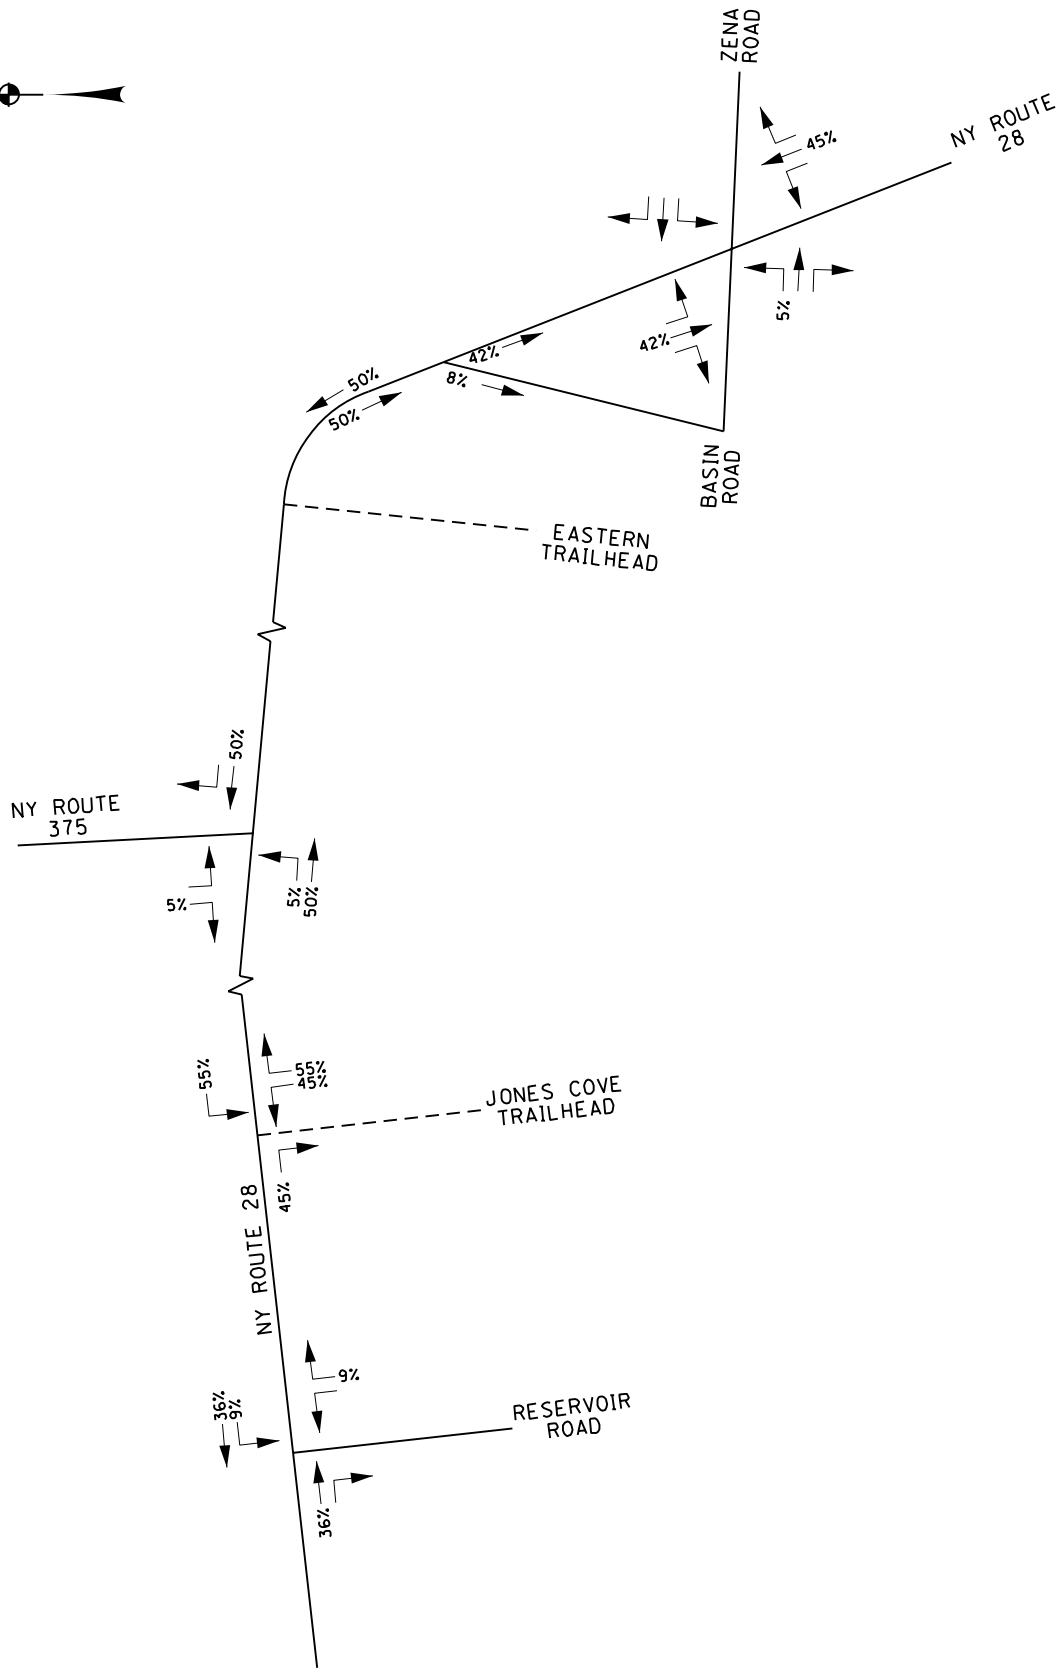 ZENA
ROAD
NY ROUTE
28
45%
5%
42%
42%
8%
50%
50%
BASIN
ROAD
EASTERN
TRAILHEAD
50%
NY ROUTE
375
5%
5%
50%
55%
55%
45%
JONES COVE
TRAILHEAD
45%
NY ROUTE 28
9%
36%
9%
RESERVOIR
ROAD
36%